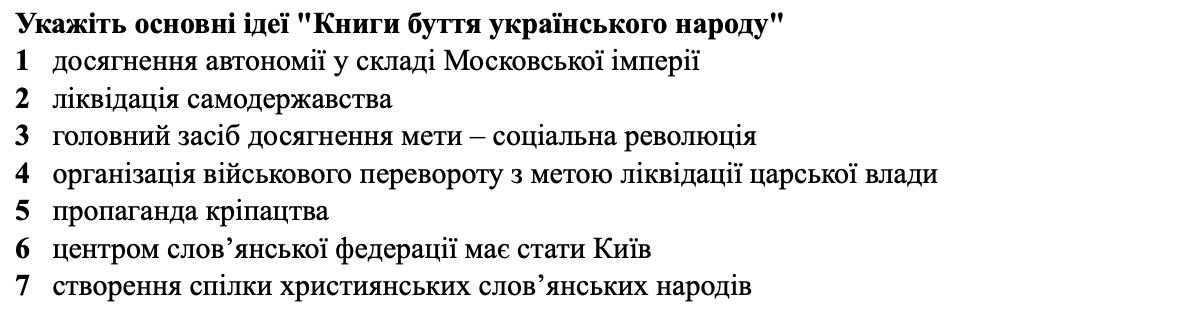 Укажіть основні ідеї "Книги буття українського народу"
1 досягнення автономії у складі Московської імперії
2 ліквідація самодержавства
3 головний засіб досягнення мети – соціальна революція
4 організація військового перевороту з метою ліквідації царської влади
5 пропаганда кріпацтва
6 центром слов’янської федерації має стати Київ
7 створення спілки християнських слов’янських народів